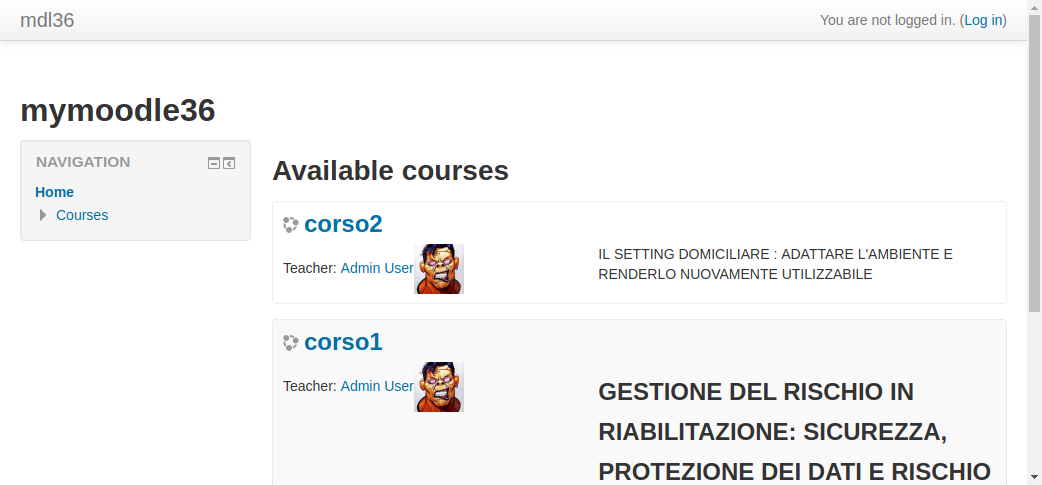 mdl36
You are not logged in. (Log in)
mymoodle36
NAVIGATION
Home
Courses
Available courses
corso2
Teacher: Admin User
IL SETTING DOMICILIARE : ADATTARE L'AMBIENTE E
RENDERLO NUOVAMENTE UTILIZZABILE
corso1
Teacher: Admin User
GESTIONE DEL RISCHIO IN
RIABILITAZIONE: SICUREZZA,
PROTEZIONE DEI DATI E RISCHIO